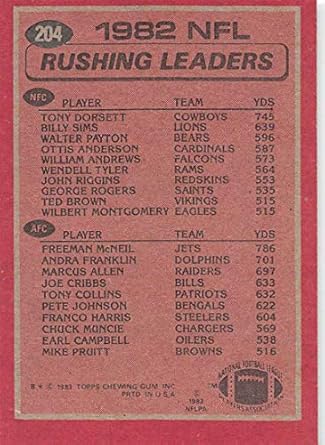 204 1982 NFL
RUSHING LEADERS
NFC PLAYER TEAM YDS
TONY DORSETT COWBOYS 745
BILLY SIMS LIONS 639
WALTER PAYTON BEARS 596
OTTIS ANDERSON CARDINALS 587
WILLIAM ANDREWS FALCONS 573
WENDELL TYLER RAMS 564
JOHN RIGGINS REDSKINS 553
GEORGE ROGERS SAINTS 535
TED BROWN VIKINGS 515
WILBERT MONTGOMERY EAGLES 515
AFC PLAYER TEAM YDS
FREEMAN McNEIL JETS 786
ANDRA FRANKLIN DOLPHINS 701
MARCUS ALLEN RAIDERS 697
JOE CRIBBS BILLS 633
TONY COLLINS PATRIOTS 632
PETE JOHNSON BENGALS 622
FRANCO HARRIS STEELERS 604
CHUCK MUNCIE CHARGERS 569
EARL CAMPBELL OILERS 538
MIKE PRUITT BROWNS 516
B * © 1983 TOPPS CHEWING GUM INC
PRTD IN U.S.A.
© 1983
NFLPA
NATIONAL FOOTBALL LEAGUE
PLAYERS ASSOCIATION